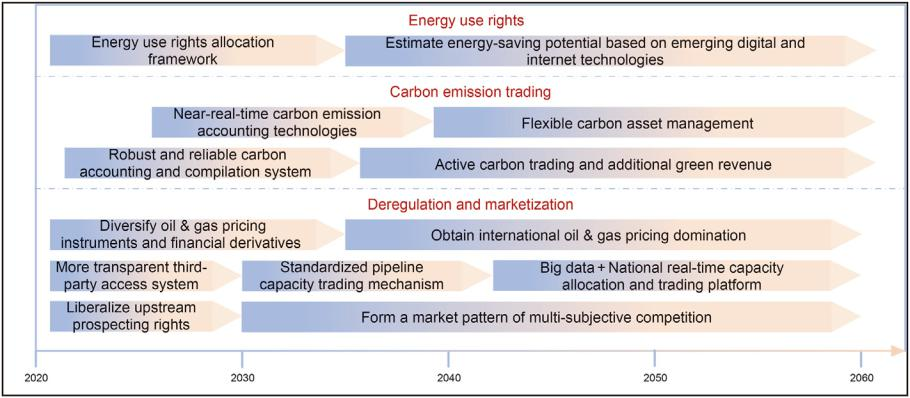 Energy use rights
Energy use rights allocation
framework
Estimate energy-saving potential based on emerging digital and
internet technologies
Carbon emission trading
Near-real-time carbon emission
accounting technologies
Flexible carbon asset management
Robust and reliable carbon
accounting and compilation system
Active carbon trading and additional green revenue
Deregulation and marketization
Diversify oil & gas pricing
instruments and financial derivatives
Obtain international oil & gas pricing domination
More transparent third-
party access system
Standardized pipeline
capacity trading mechanism
Big data + National real-time capacity
allocation and trading platform
Liberalize upstream
prospecting rights
Form a market pattern of multi-subjective competition
2020
2030
2040
2050
2060